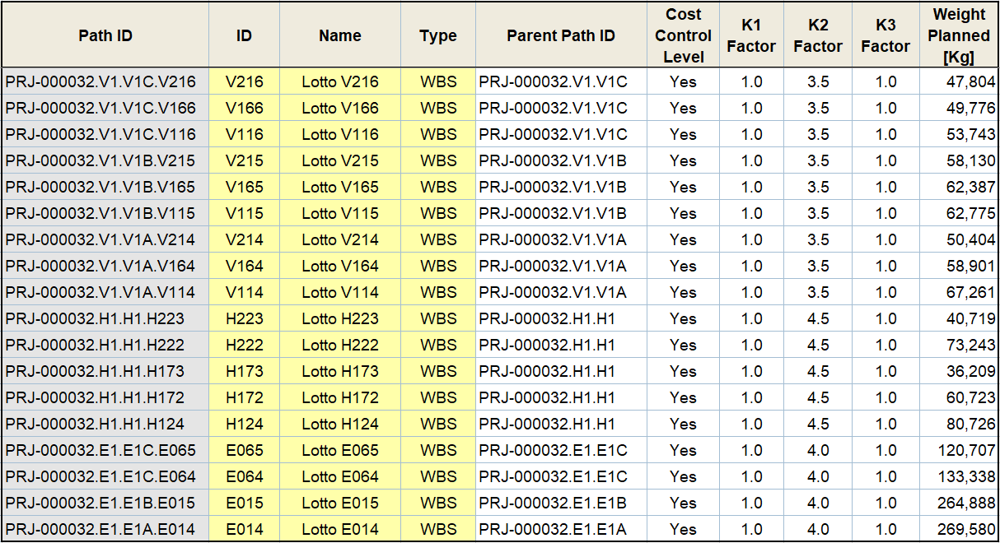 Path ID ID Name Type Parent Path ID Cost Control Level K1 Factor K2 Factor K3 Factor Weight Planned [Kg]
PRJ-000032.V1.V1C.V216 V216 Lotto V216 WBS PRJ-000032.V1.V1C Yes 1.0 3.5 1.0 47,804
PRJ-000032.V1.V1C.V166 V166 Lotto V166 WBS PRJ-000032.V1.V1C Yes 1.0 3.5 1.0 49,776
PRJ-000032.V1.V1C.V116 V116 Lotto V116 WBS PRJ-000032.V1.V1C Yes 1.0 3.5 1.0 53,743
PRJ-000032.V1.V1B.V215 V215 Lotto V215 WBS PRJ-000032.V1.V1B Yes 1.0 3.5 1.0 58,130
PRJ-000032.V1.V1B.V165 V165 Lotto V165 WBS PRJ-000032.V1.V1B Yes 1.0 3.5 1.0 62,387
PRJ-000032.V1.V1B.V115 V115 Lotto V115 WBS PRJ-000032.V1.V1B Yes 1.0 3.5 1.0 62,775
PRJ-000032.V1.V1A.V214 V214 Lotto V214 WBS PRJ-000032.V1.V1A Yes 1.0 3.5 1.0 50,404
PRJ-000032.V1.V1A.V164 V164 Lotto V164 WBS PRJ-000032.V1.V1A Yes 1.0 3.5 1.0 58,901
PRJ-000032.V1.V1A.V114 V114 Lotto V114 WBS PRJ-000032.V1.V1A Yes 1.0 3.5 1.0 67,261
PRJ-000032.H1.H1.H223 H223 Lotto H223 WBS PRJ-000032.H1.H1 Yes 1.0 4.5 1.0 40,719
PRJ-000032.H1.H1.H222 H222 Lotto H222 WBS PRJ-000032.H1.H1 Yes 1.0 4.5 1.0 73,243
PRJ-000032.H1.H1.H173 H173 Lotto H173 WBS PRJ-000032.H1.H1 Yes 1.0 4.5 1.0 36,209
PRJ-000032.H1.H1.H172 H172 Lotto H172 WBS PRJ-000032.H1.H1 Yes 1.0 4.5 1.0 60,723
PRJ-000032.H1.H1.H124 H124 Lotto H124 WBS PRJ-000032.H1.H1 Yes 1.0 4.5 1.0 80,726
PRJ-000032.E1.E1C.E065 E065 Lotto E065 WBS PRJ-000032.E1.E1C Yes 1.0 4.0 1.0 120,707
PRJ-000032.E1.E1C.E064 E064 Lotto E064 WBS PRJ-000032.E1.E1C Yes 1.0 4.0 1.0 133,338
PRJ-000032.E1.E1B.E015 E015 Lotto E015 WBS PRJ-000032.E1.E1B Yes 1.0 4.0 1.0 264,888
PRJ-000032.E1.E1A.E014 E014 Lotto E014 WBS PRJ-000032.E1.E1A Yes 1.0 4.0 1.0 269,580